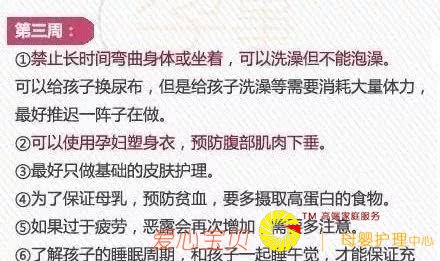 第三周：
①禁止长时间弯曲身体或坐着，可以洗澡但不能泡澡。
可以给孩子换尿布，但是给孩子洗澡等需要消耗大量体力，
最好推迟一阵子在做。
②可以使用孕妇塑身衣，预防腹部肌肉下垂。
③最好只做基础的皮肤护理。
④为了保证母乳，预防贫血，要多摄取高蛋白的食物。
TM 高端家庭服务
⑤如果过于疲劳，恶露会再次增加，需要多注意。
爱心宝贝 母婴护理中心
⑥了解孩子的睡眠周期，和孩子一起睡午觉，才能保证充